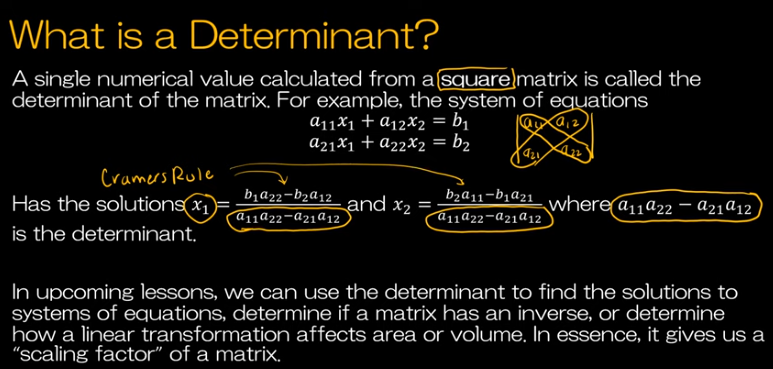 What is a Determinant?
A single numerical value calculated from a square matrix is called the
determinant of the matrix. For example, the system of equations
a₁₁x₁ + a₁₂x₂ = b₁
a₂₁x₁ + a₂₂x₂ = b₂
a₁₁ a₁₂
a₂₁ a₂₂
Cramers Rule
Has the solutions x₁ = (b₁a₂₂−b₂a₁₂)/(a₁₁a₂₂−a₂₁a₁₂) and x₂ = (b₂a₁₁−b₁a₂₁)/(a₁₁a₂₂−a₂₁a₁₂) where a₁₁a₂₂ − a₂₁a₁₂
is the determinant.
In upcoming lessons, we can use the determinant to find the solutions to
systems of equations, determine if a matrix has an inverse, or determine
how a linear transformation affects area or volume. In essence, it gives us a
“scaling factor” of a matrix.